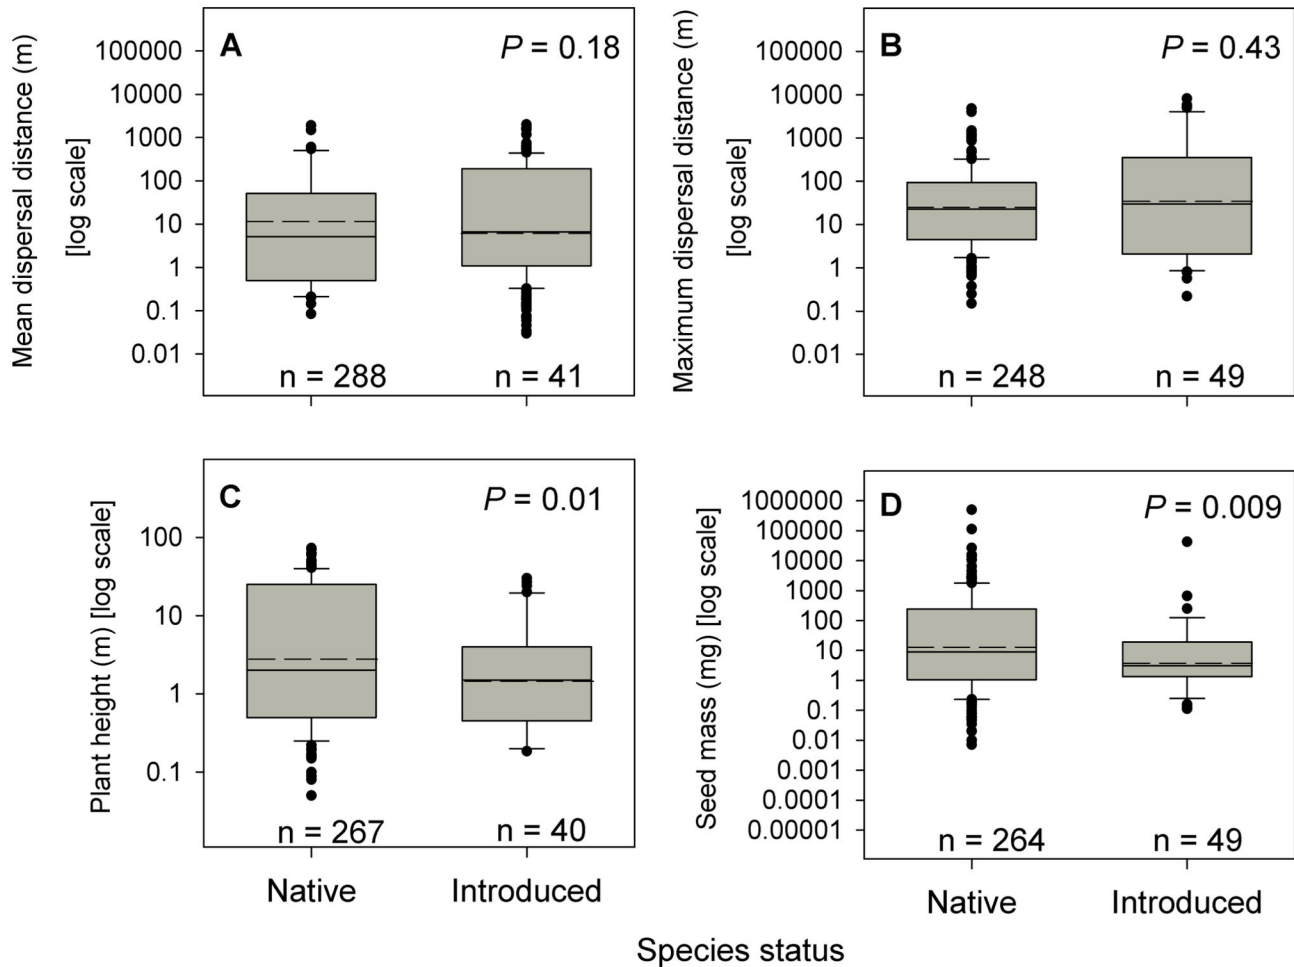 Mean dispersal distance (m)
[log scale]
100000
10000
1000
100
10
1
0.1
0.01
A
P = 0.18
n = 288
n = 41
Maximum dispersal distance (m)
[log scale]
100000
10000
1000
100
10
1
0.1
0.01
B
P = 0.43
n = 248
n = 49
Plant height (m) [log scale]
100
10
1
0.1
C
P = 0.01
n = 267
n = 40
Native
Introduced
Seed mass (mg) [log scale]
1000000
100000
10000
1000
100
10
1
0.1
0.01
0.001
0.0001
0.00001
D
P = 0.009
n = 264
n = 49
Native
Introduced
Species status